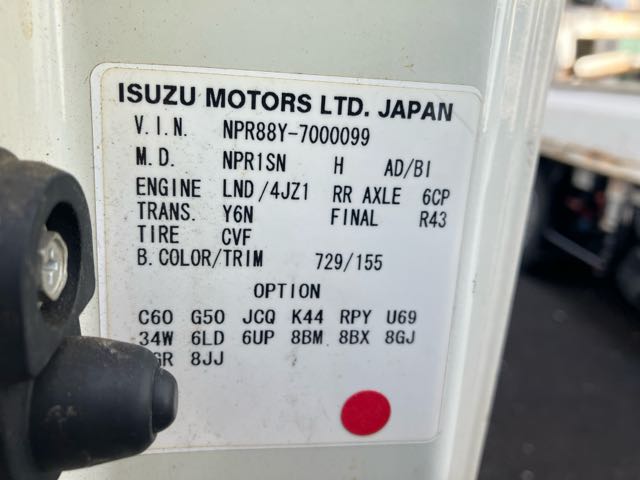 ISUZU MOTORS LTD. JAPAN
V.I.N. NPR88Y-7000099
M.D. NPR1SN H AD/BI
ENGINE LND/4JZ1 RR AXLE 6CP
TRANS. Y6N FINAL R43
TIRE CVF
B.COLOR/TRIM 729/155
OPTION
C60 G50 JCQ K44 RPY U69
34W 6LD 6UP 8BM 8BX 8GJ
8JJ